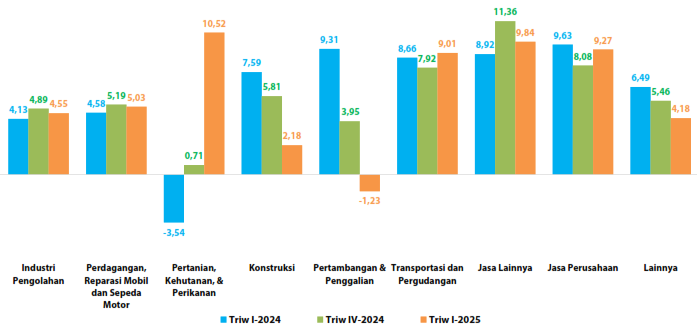 4,13
4,89
4,55
4,58
5,19
5,03
-3,54
0,71
10,52
7,59
5,81
2,18
9,31
3,95
-1,23
8,66
7,92
9,01
8,92
11,36
9,84
9,63
8,08
9,27
6,49
5,46
4,18
Industri
Pengolahan
Perdagangan,
Reparasi Mobil
dan Sepeda
Motor
Pertanian,
Kehutanan, &
Perikanan
Konstruksi
Pertambangan &
Penggalian
Transportasi dan
Pergudangan
Jasa Lainnya
Jasa Perusahaan
Lainnya
Triw I-2024
Triw IV-2024
Triw I-2025